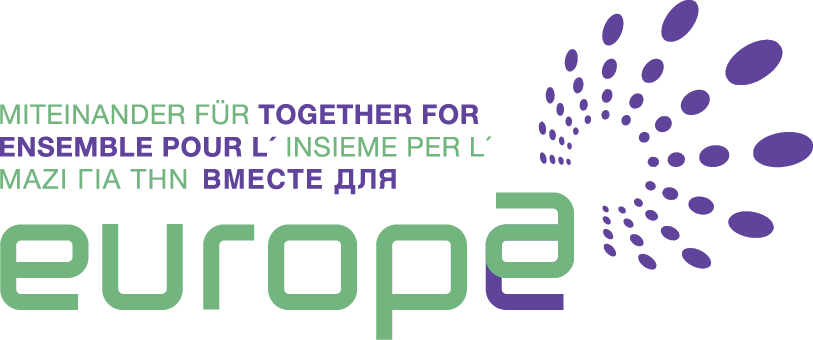 MITEINANDER FÜR TOGETHER FOR
ENSEMBLE POUR L´ INSIEME PER L´
ΜΑΖΙ ΓΙΑ ΤΗΝ ВМЕСТЕ ДЛЯ
europa